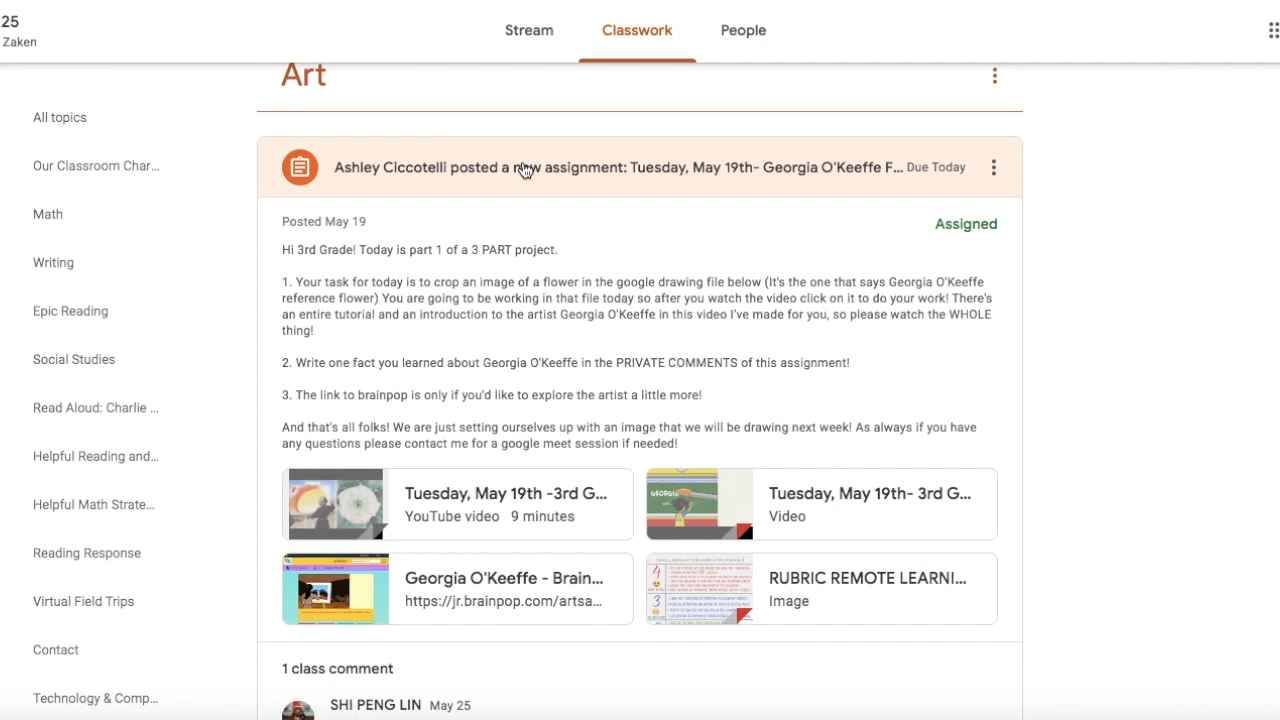 25
Zaken
Stream
Classwork
People
Art
All topics
Our Classroom Char...
Math
Writing
Epic Reading
Social Studies
Read Aloud: Charlie ...
Helpful Reading and...
Helpful Math Strate...
Reading Response
Virtual Field Trips
Contact
Technology & Comp...
Ashley Ciccotelli posted a new assignment: Tuesday, May 19th- Georgia O'Keeffe F... Due Today
Posted May 19
Assigned
Hi 3rd Grade! Today is part 1 of a 3 PART project.
1. Your task for today is to crop an image of a flower in the google drawing file below (It's the one that says Georgia O'Keeffe
reference flower) You are going to be working in that file today so after you watch the video click on it to do your work! There's
an entire tutorial and an introduction to the artist Georgia O'Keeffe in this video I've made for you, so please watch the WHOLE
thing!
2. Write one fact you learned about Georgia O'Keeffe in the PRIVATE COMMENTS of this assignment!
3. The link to brainpop is only if you'd like to explore the artist a little more!
And that's all folks! We are just setting ourselves up with an image that we will be drawing next week! As always if you have
any questions please contact me for a google meet session if needed!
Tuesday, May 19th -3rd G...
YouTube video 9 minutes
GEORGIA
Tuesday, May 19th- 3rd G...
Video
Georgia O'Keeffe - Brain...
4
3
RUBRIC REMOTE LEARNI...
Image
1 class comment
SHI PENG LIN May 25